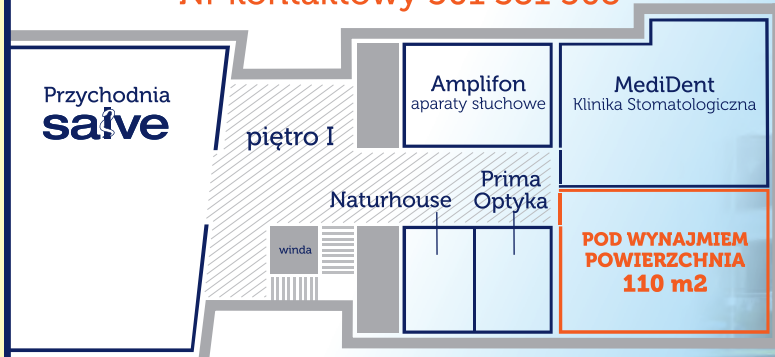 Przychodnia
salve
piętro I
winda
Amplifon
aparaty słuchowe
MediDent
Klinika Stomatologiczna
Naturhouse
Prima
Optyka
POD WYNAJMIEM
POWIERZCHNIA
110 m2